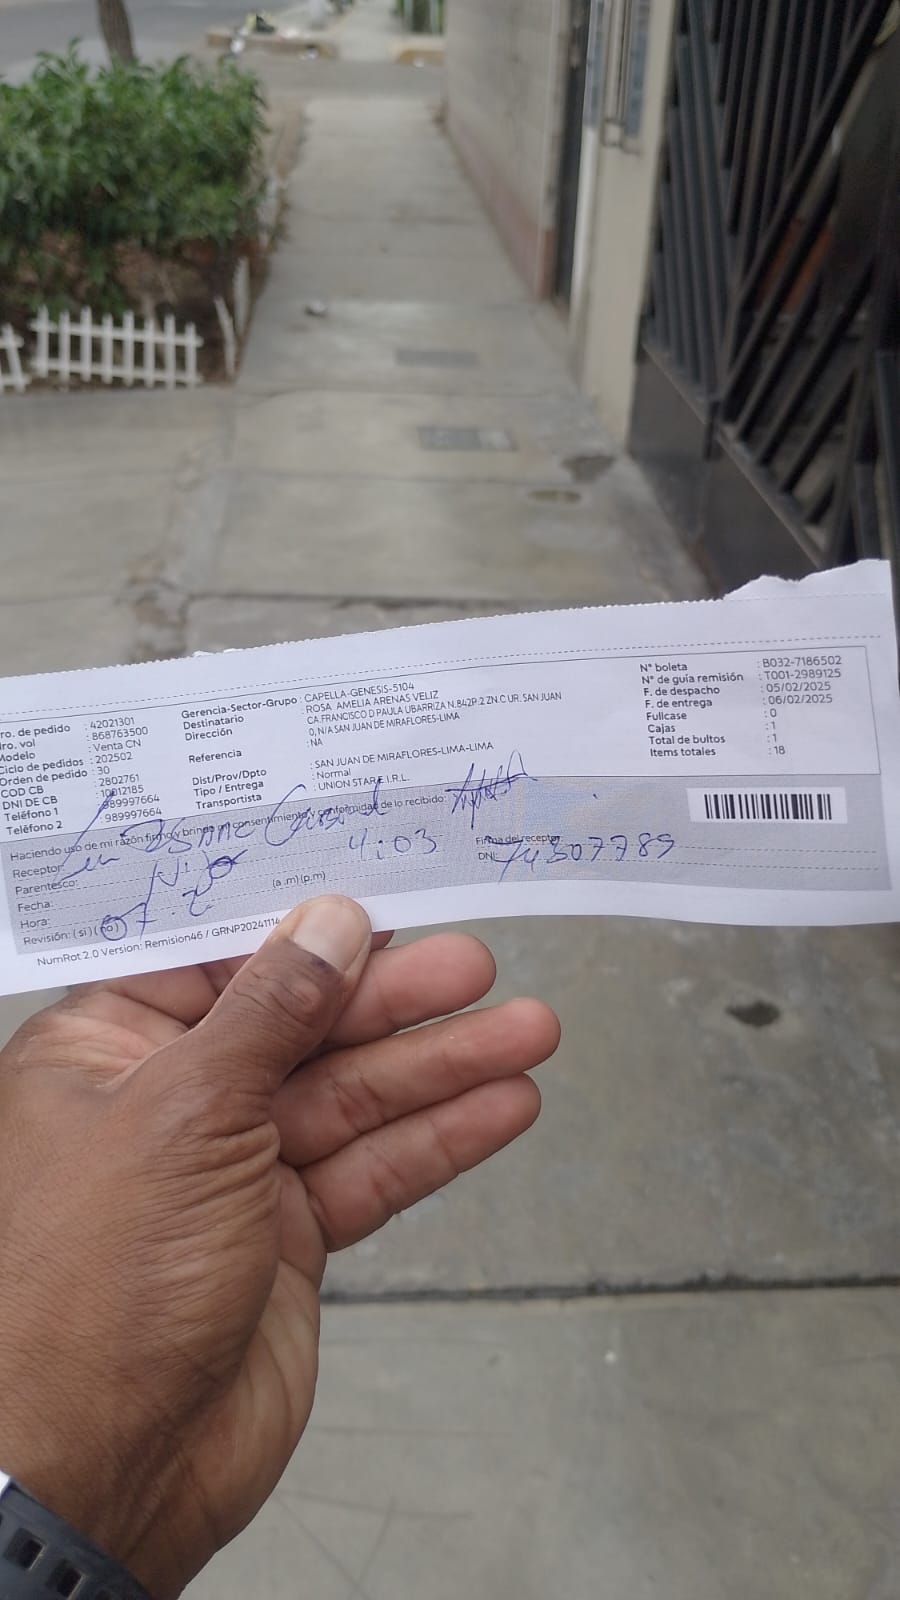 ro. de pedido : 42021301
ro. vol : 868763500
Modelo : Venta CN
Ciclo de pedidos : 202502
Orden de pedido : 30
COD CB : 2802761
DNI DE CB : 10012185
Teléfono 1 : 989997664
Teléfono 2 : 989997664
Gerencia-Sector-Grupo : CAPELLA-GENESIS-5104
Destinatario : ROSA AMELIA ARENAS VELIZ
Dirección : CA.FRANCISCO D PAULA UBARRIZA N.842P.2 ZN.C UR.SAN JUAN
0, N/A SAN JUAN DE MIRAFLORES-LIMA
Referencia : NA
Dist/Prov/Dpto : SAN JUAN DE MIRAFLORES-LIMA-LIMA
Tipo / Entrega : Normal
Transportista : UNION STAR E.I.R.L.
N° boleta : B032-7186502
N° de guía remisión : T001-2989125
F. de despacho : 05/02/2025
F. de entrega : 06/02/2025
Fullcase : 0
Cajas : 1
Total de bultos : 1
Items totales : 18
Haciendo uso de mi razón firmo y brindo mi consentimiento y conformidad de lo recibido:
Receptor:
Parentesco:
Fecha:
Hora: 4:03 (a.m)(p.m)
Revisión: (si) (no) 07.2
Firma del receptor
DNI: 74307789
NumRot 2.0 Version: Remision46 / GRNP20241114